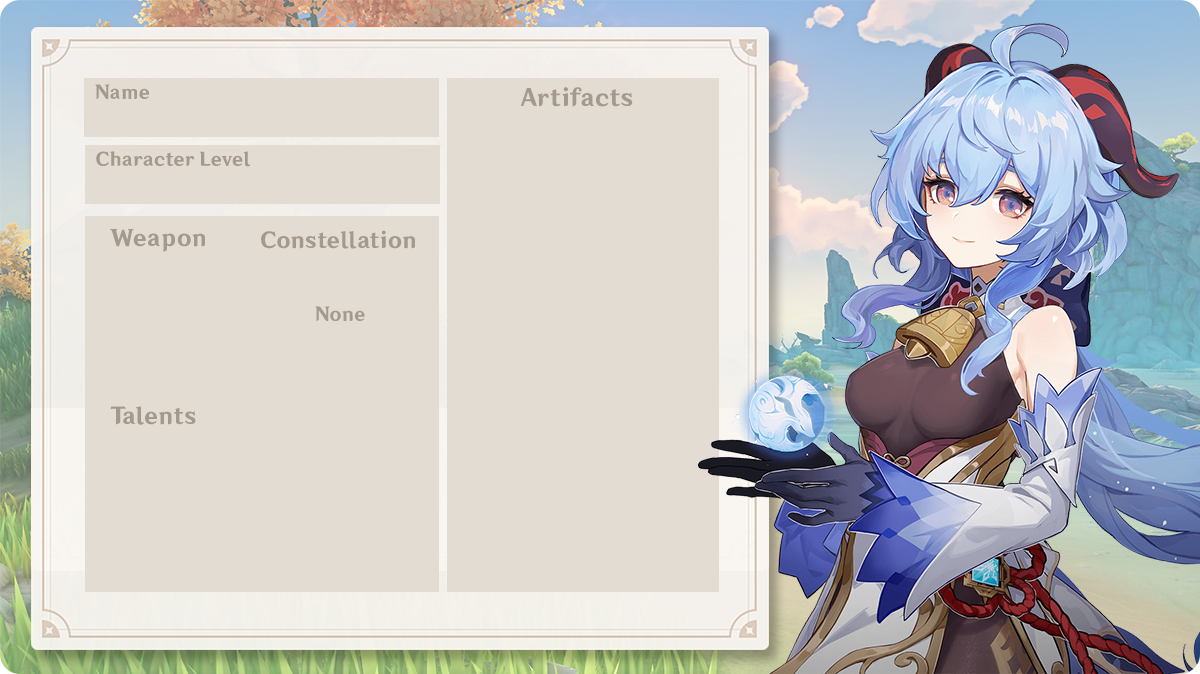 Name
Character Level
Weapon
Constellation
None
Talents
Artifacts